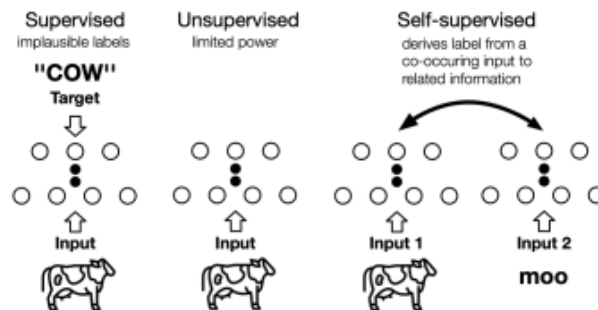 Supervised
implausible labels
"COW"
Target
Input
Unsupervised
limited power
Input
Self-supervised
derives label from a
co-occuring input to
related information
Input 1
Input 2
moo